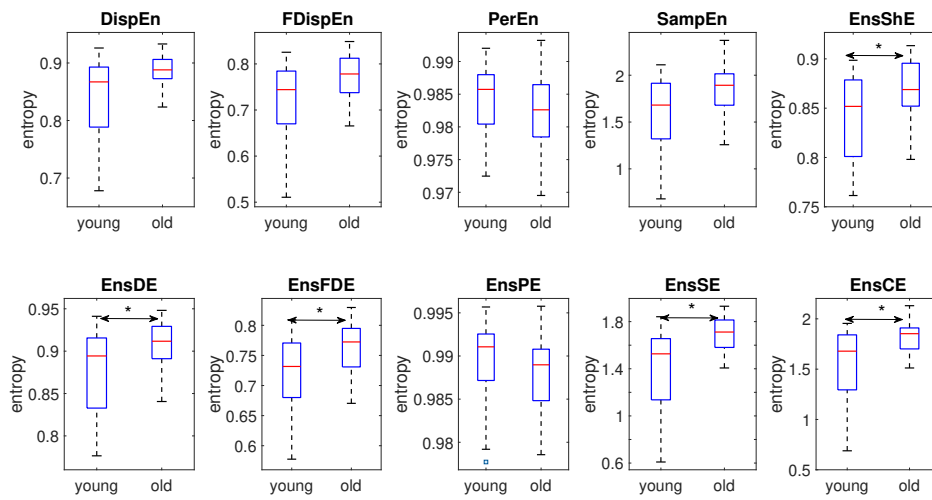 DispEn FDispEn PerEn SampEn EnsShE
entropy 0.9 0.8 0.7
entropy 0.8 0.7 0.6 0.5
entropy 0.99 0.985 0.98 0.975 0.97
entropy 2 1.5 1
entropy 0.9 0.85 0.8 0.75 *
young old young old young old young old young old
EnsDE EnsFDE EnsPE EnsSE EnsCE
entropy 0.95 0.9 0.85 0.8 *
entropy 0.8 0.75 0.7 0.65 0.6 *
entropy 0.995 0.99 0.985 0.98
entropy 1.8 1.4 1 0.6 *
entropy 2 1.5 1 0.5 *
young old young old young old young old young old